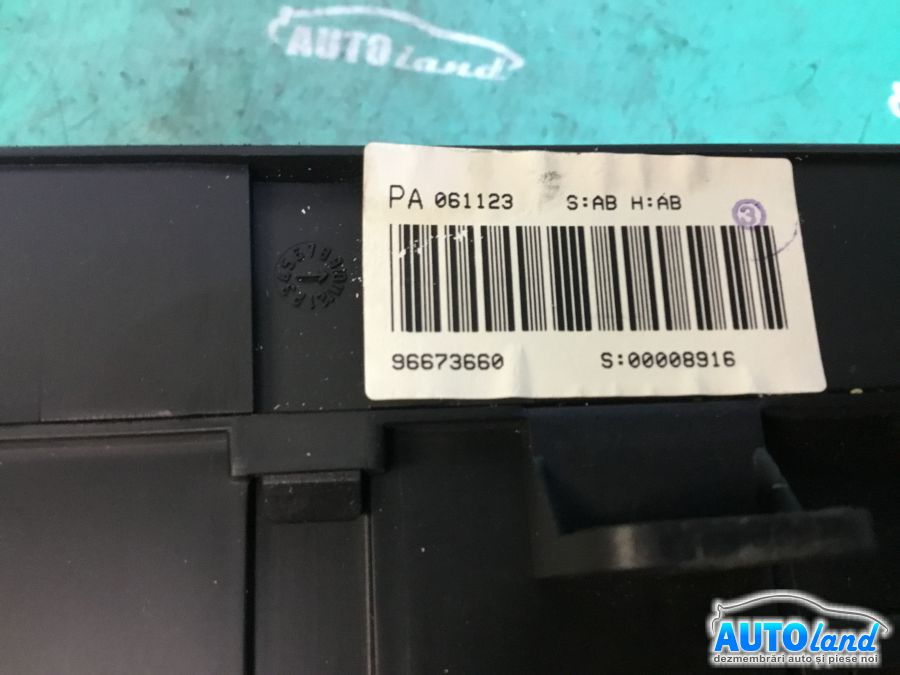 AUTOland
PA 061123 S:AB H:AB
3
96673660 S:00008916
AUTOland
dezmembrări auto și piese noi